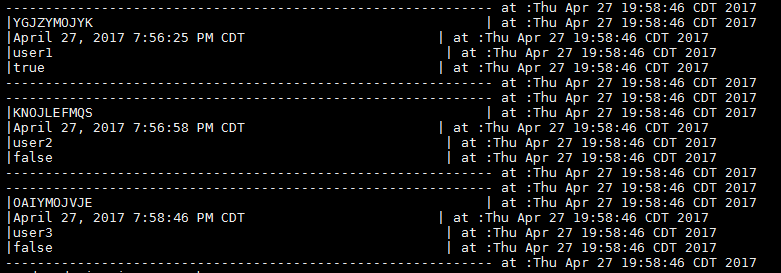 ------------------------------------------------------------ at :Thu Apr 27 19:58:46 CDT 2017
|YGJZYMOJYK | at :Thu Apr 27 19:58:46 CDT 2017
|April 27, 2017 7:56:25 PM CDT | at :Thu Apr 27 19:58:46 CDT 2017
|user1 | at :Thu Apr 27 19:58:46 CDT 2017
|true | at :Thu Apr 27 19:58:46 CDT 2017
------------------------------------------------------------ at :Thu Apr 27 19:58:46 CDT 2017
------------------------------------------------------------ at :Thu Apr 27 19:58:46 CDT 2017
|KNOJLEFMQS | at :Thu Apr 27 19:58:46 CDT 2017
|April 27, 2017 7:56:58 PM CDT | at :Thu Apr 27 19:58:46 CDT 2017
|user2 | at :Thu Apr 27 19:58:46 CDT 2017
|false | at :Thu Apr 27 19:58:46 CDT 2017
------------------------------------------------------------ at :Thu Apr 27 19:58:46 CDT 2017
------------------------------------------------------------ at :Thu Apr 27 19:58:46 CDT 2017
|OAIYMOJVJE | at :Thu Apr 27 19:58:46 CDT 2017
|April 27, 2017 7:58:46 PM CDT | at :Thu Apr 27 19:58:46 CDT 2017
|user3 | at :Thu Apr 27 19:58:46 CDT 2017
|false | at :Thu Apr 27 19:58:46 CDT 2017
------------------------------------------------------------ at :Thu Apr 27 19:58:46 CDT 2017